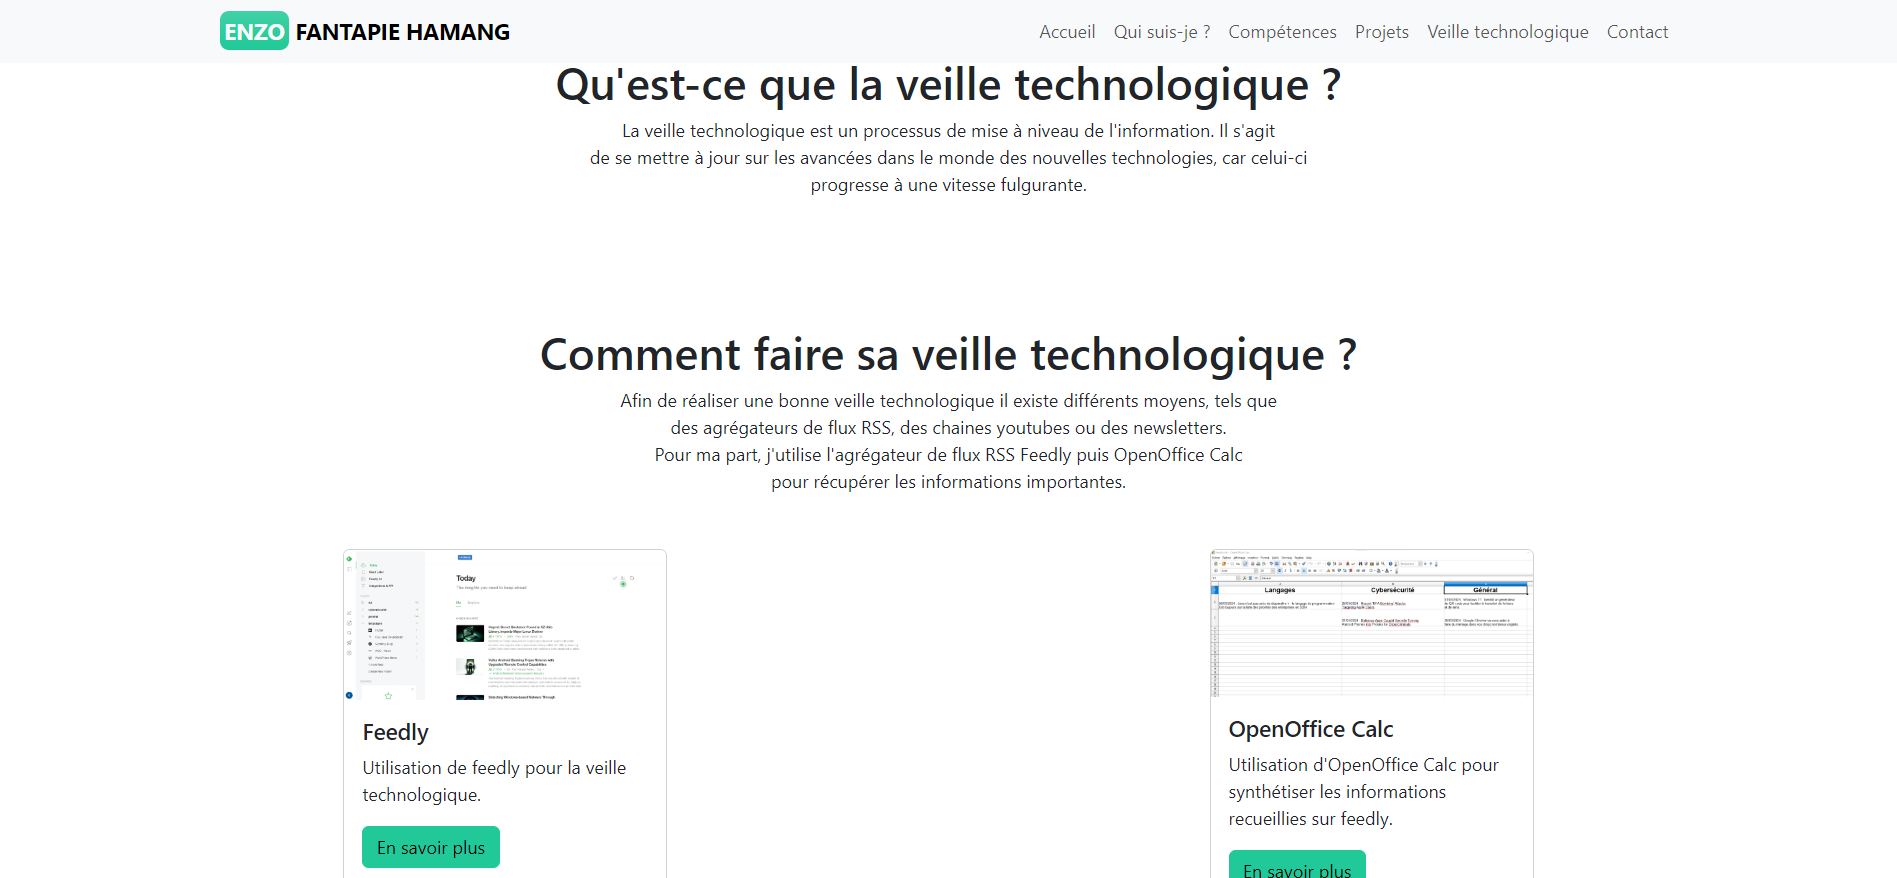 ENZO FANTAPIE HAMANG
Accueil Qui suis-je ? Compétences Projets Veille technologique Contact
Qu'est-ce que la veille technologique ?
La veille technologique est un processus de mise à niveau de l'information. Il s'agit
de se mettre à jour sur les avancées dans le monde des nouvelles technologies, car celui-ci
progresse à une vitesse fulgurante.
Comment faire sa veille technologique ?
Afin de réaliser une bonne veille technologique il existe différents moyens, tels que
des agrégateurs de flux RSS, des chaines youtubes ou des newsletters.
Pour ma part, j'utilise l'agrégateur de flux RSS Feedly puis OpenOffice Calc
pour récupérer les informations importantes.
Today
Langages Cybersécurité Général
Feedly
Utilisation de feedly pour la veille
technologique.
En savoir plus
OpenOffice Calc
Utilisation d'OpenOffice Calc pour
synthétiser les informations
recueillies sur feedly.
En savoir plus